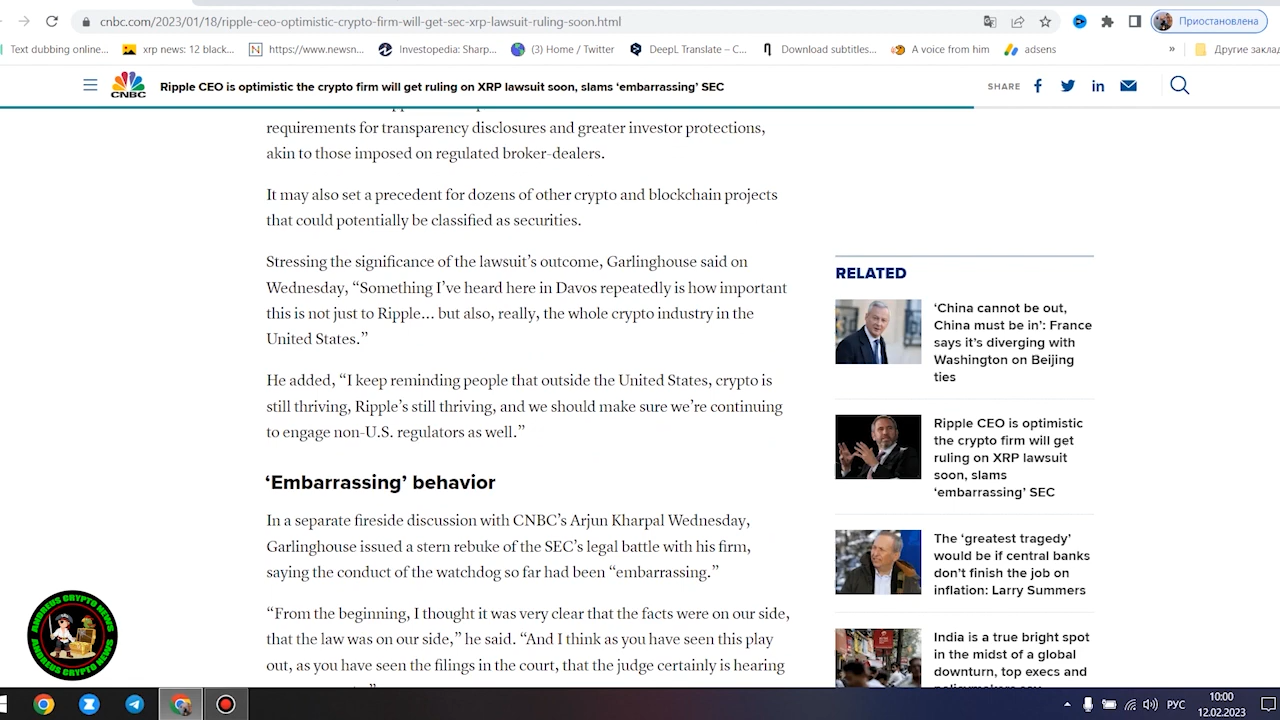 cnbc.com/2023/01/18/ripple-ceo-optimistic-crypto-firm-will-get-sec-xrp-lawsuit-ruling-soon.html
Приостановлена
Text dubbing online...
xrp news: 12 black...
https://www.newsn...
Investopedia: Sharp...
(3) Home / Twitter
DeepL Translate – C...
Download subtitles...
A voice from him
adsens
»
Другие закла
CNBC
Ripple CEO is optimistic the crypto firm will get ruling on XRP lawsuit soon, slams ‘embarrassing’ SEC
SHARE
requirements for transparency disclosures and greater investor protections,
akin to those imposed on regulated broker-dealers.
It may also set a precedent for dozens of other crypto and blockchain projects
that could potentially be classified as securities.
Stressing the significance of the lawsuit’s outcome, Garlinghouse said on
Wednesday, “Something I’ve heard here in Davos repeatedly is how important
this is not just to Ripple... but also, really, the whole crypto industry in the
United States.”
He added, “I keep reminding people that outside the United States, crypto is
still thriving, Ripple’s still thriving, and we should make sure we’re continuing
to engage non-U.S. regulators as well.”
‘Embarrassing’ behavior
In a separate fireside discussion with CNBC’s Arjun Kharpal Wednesday,
Garlinghouse issued a stern rebuke of the SEC’s legal battle with his firm,
saying the conduct of the watchdog so far had been “embarrassing.”
“From the beginning, I thought it was very clear that the facts were on our side,
that the law was on our side,” he said. “And I think as you have seen this play
out, as you have seen the filings in the court, that the judge certainly is hearing
RELATED
‘China cannot be out,
China must be in’: France
says it’s diverging with
Washington on Beijing
ties
Ripple CEO is optimistic
the crypto firm will get
ruling on XRP lawsuit
soon, slams
‘embarrassing’ SEC
The ‘greatest tragedy’
would be if central banks
don’t finish the job on
inflation: Larry Summers
India is a true bright spot
in the midst of a global
downturn, top execs and
ANDREUS CRYPTO NEWS
ANDREUS CRYPTO NEWS
РУС
10:00
12.02.2023